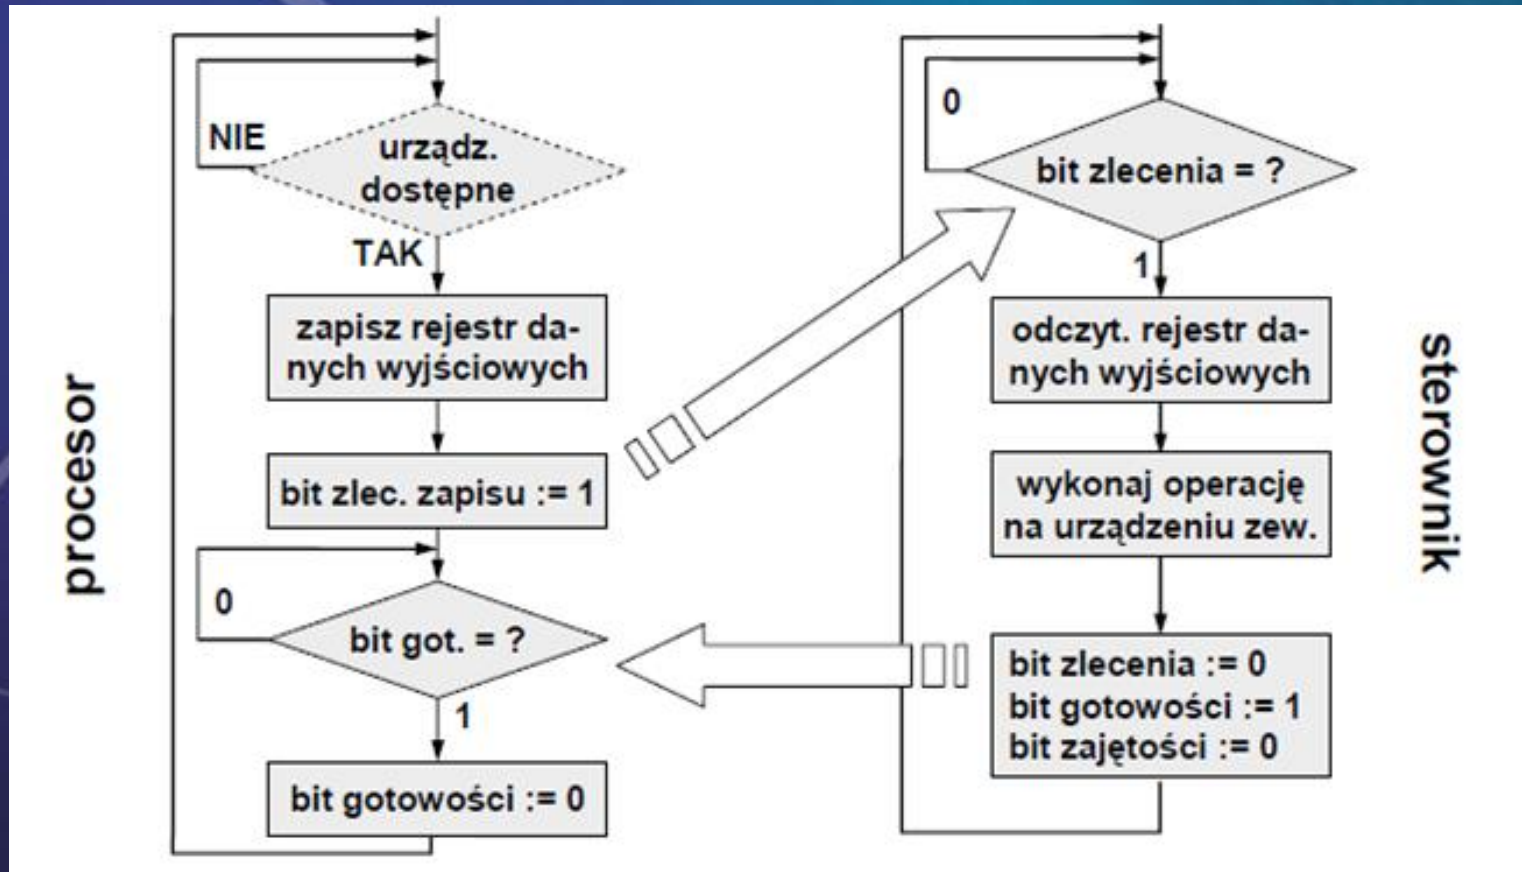 procesor
NIE
urządz.
dostępne
TAK
zapisz rejestr da-
nych wyjściowych
bit zlec. zapisu := 1
0
bit got. = ?
1
bit gotowości := 0
0
bit zlecenia = ?
1
odczyt. rejestr da-
nych wyjściowych
wykonaj operację
na urządzeniu zew.
bit zlecenia := 0
bit gotowości := 1
bit zajętości := 0
sterownik